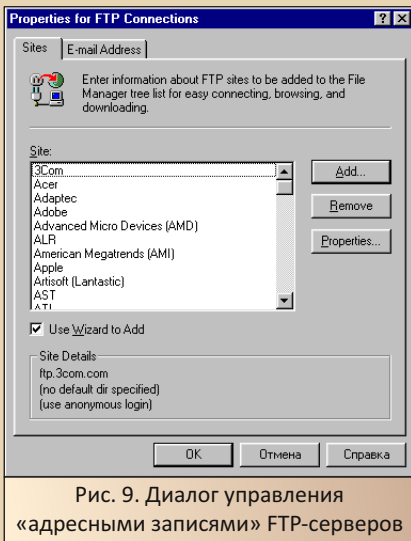 Properties for FTP Connections
Sites
E-mail Address
Enter information about FTP sites to be added to the File
Manager tree list for easy connecting, browsing, and
downloading.
Site:
3Com
Acer
Adaptec
Adobe
Advanced Micro Devices (AMD)
ALR
American Megatrends (AMI)
Apple
Artisoft (Lantastic)
AST
ATI
Add...
Remove
Properties...
Use Wizard to Add
Site Details
ftp.3com.com
(no default dir specified)
(use anonymous login)
OK
Отмена
Справка
Рис. 9. Диалог управления
«адресными записями» FTP-серверов